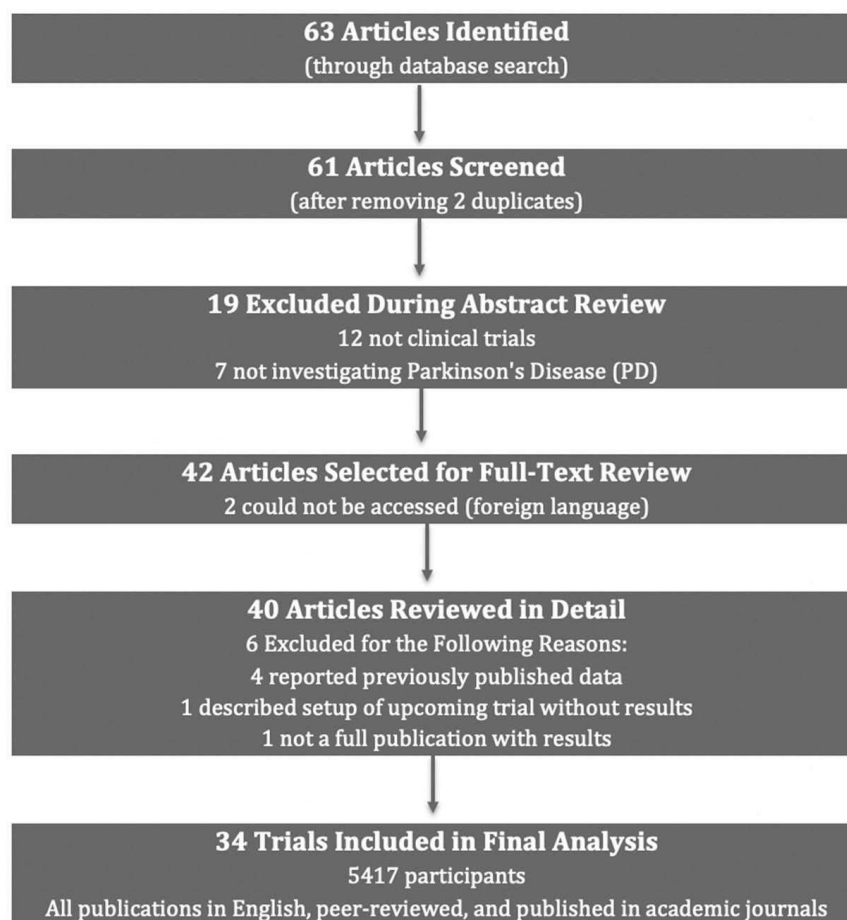 63 Articles Identified
(through database search)
61 Articles Screened
(after removing 2 duplicates)
19 Excluded During Abstract Review
12 not clinical trials
7 not investigating Parkinson's Disease (PD)
42 Articles Selected for Full-Text Review
2 could not be accessed (foreign language)
40 Articles Reviewed in Detail
6 Excluded for the Following Reasons:
4 reported previously published data
1 described setup of upcoming trial without results
1 not a full publication with results
34 Trials Included in Final Analysis
5417 participants
All publications in English, peer-reviewed, and published in academic journals